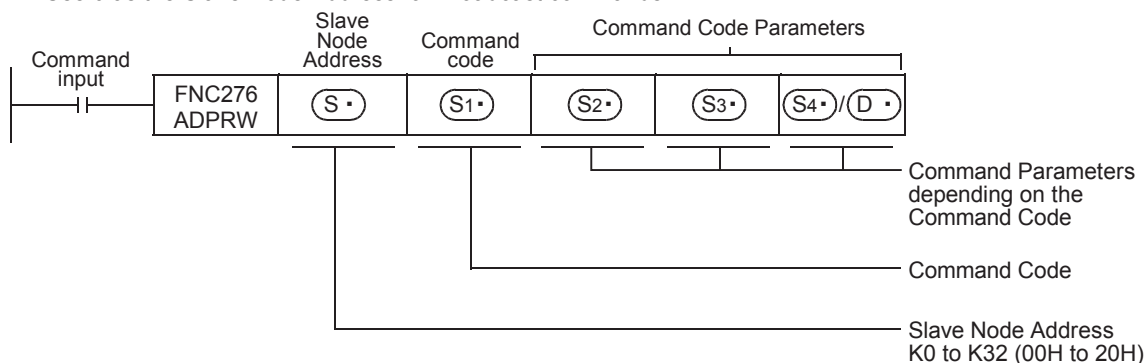 Slave
Node
Address
Command
code
Command Code Parameters
Command
input
FNC276
ADPRW
S・
S1・
S2・
S3・
S4・/D・
Command Parameters
depending on the
Command Code
Command Code
Slave Node Address
K0 to K32 (00H to 20H)